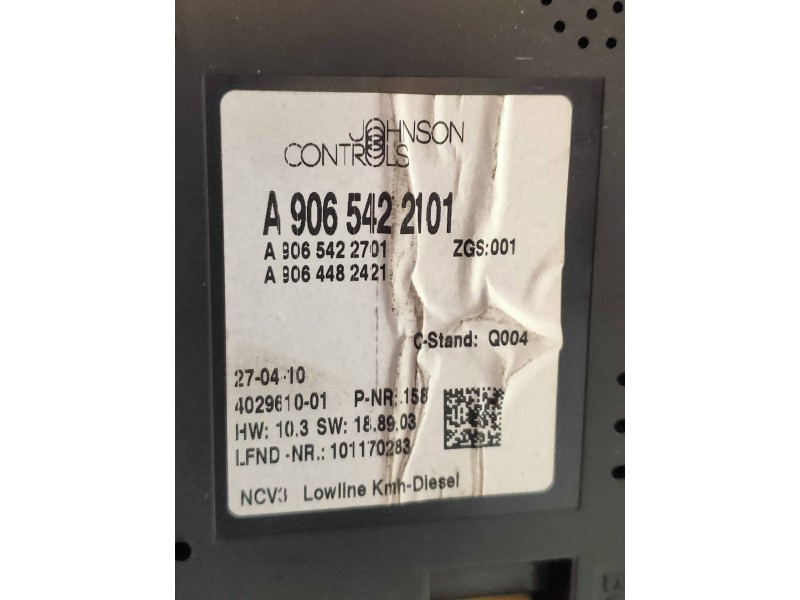 JOHNSON
CONTROLS
A 906 542 2101
A 906 542 2701 ZGS:001
A 906 448 2421
Q-Stand: Q004
27-04-10
4029610-01 P-NR: 158
HW: 10.3 SW: 18.89.03
LFND-NR.: 101170283
NCV3 Lowline Kmh-Diesel